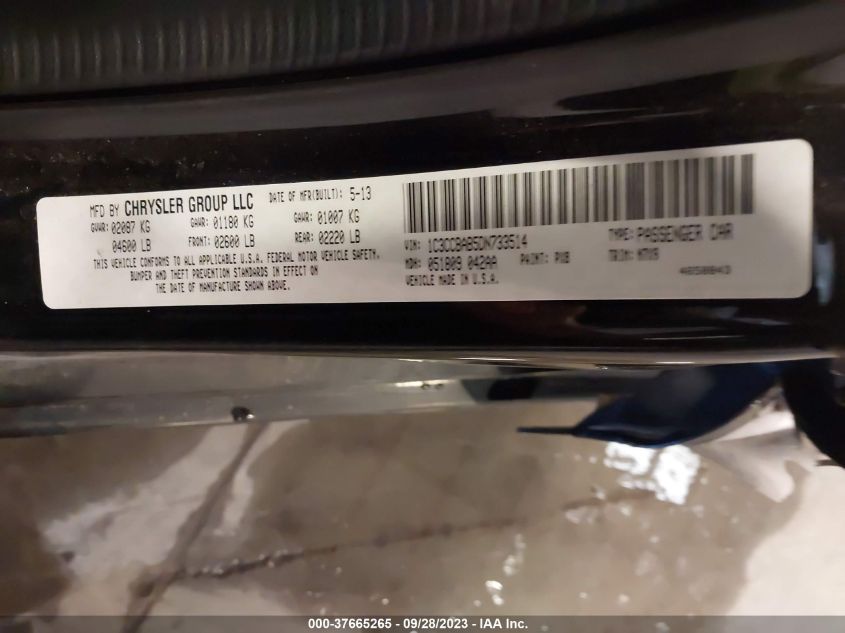 MFD BY CHRYSLER GROUP LLC DATE OF MFR(BUILT): 5-13
GVWR: 02087 KG GAWR: 01180 KG GAWR: 01007 KG
04600 LB FRONT: 02600 LB REAR: 02220 LB
THIS VEHICLE CONFORMS TO ALL APPLICABLE U.S.A. FEDERAL MOTOR VEHICLE SAFETY,
BUMPER AND THEFT PREVENTION STANDARDS IN EFFECT ON
THE DATE OF MANUFACTURE SHOWN ABOVE.
VIN: 1C3CCBAB5DN733514 TYPE: PASSENGER CAR
MDH: 051809 042AA PAINT: PX8 TRIM:
VEHICLE MADE IN U.S.A.
000-37665265 - 09/28/2023 - IAA Inc.